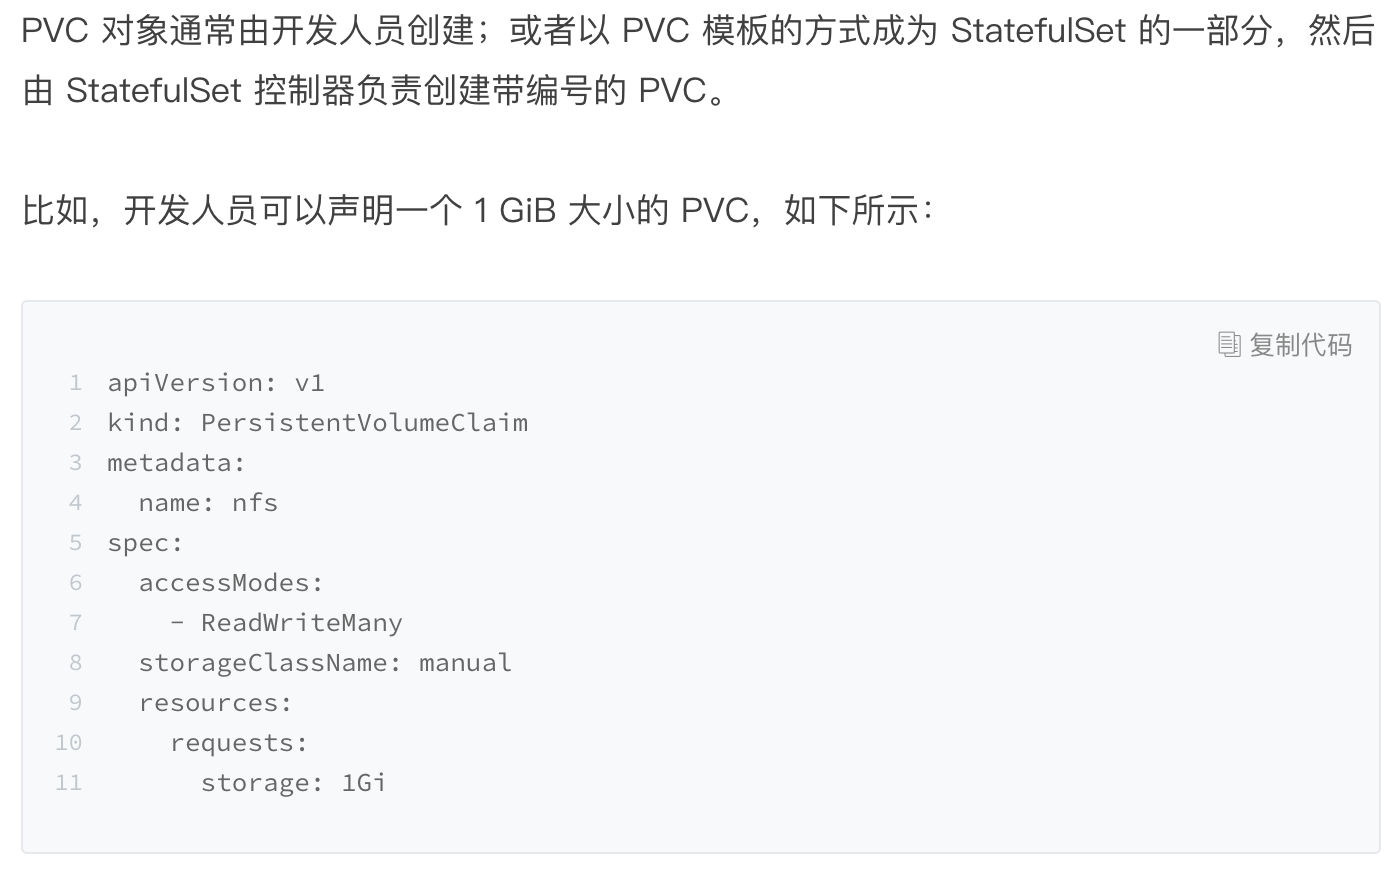 PVC 对象通常由开发人员创建；或者以 PVC 模板的方式成为 StatefulSet 的一部分，然后
由 StatefulSet 控制器负责创建带编号的 PVC。
比如，开发人员可以声明一个 1 GiB 大小的 PVC，如下所示：
复制代码
1 apiVersion: v1
2 kind: PersistentVolumeClaim
3 metadata:
4   name: nfs
5 spec:
6   accessModes:
7     - ReadWriteMany
8   storageClassName: manual
9   resources:
10     requests:
11       storage: 1Gi